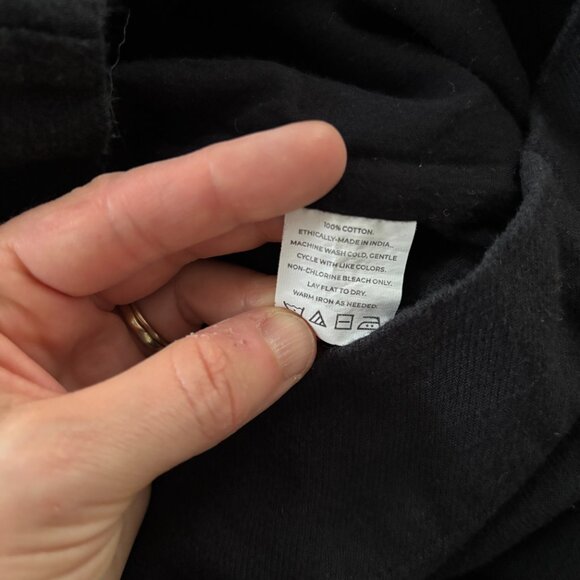 100% COTTON.
ETHICALLY-MADE IN INDIA.
MACHINE WASH COLD, GENTLE
CYCLE WITH LIKE COLORS.
NON-CHLORINE BLEACH ONLY.
LAY FLAT TO DRY.
WARM IRON AS NEEDED.